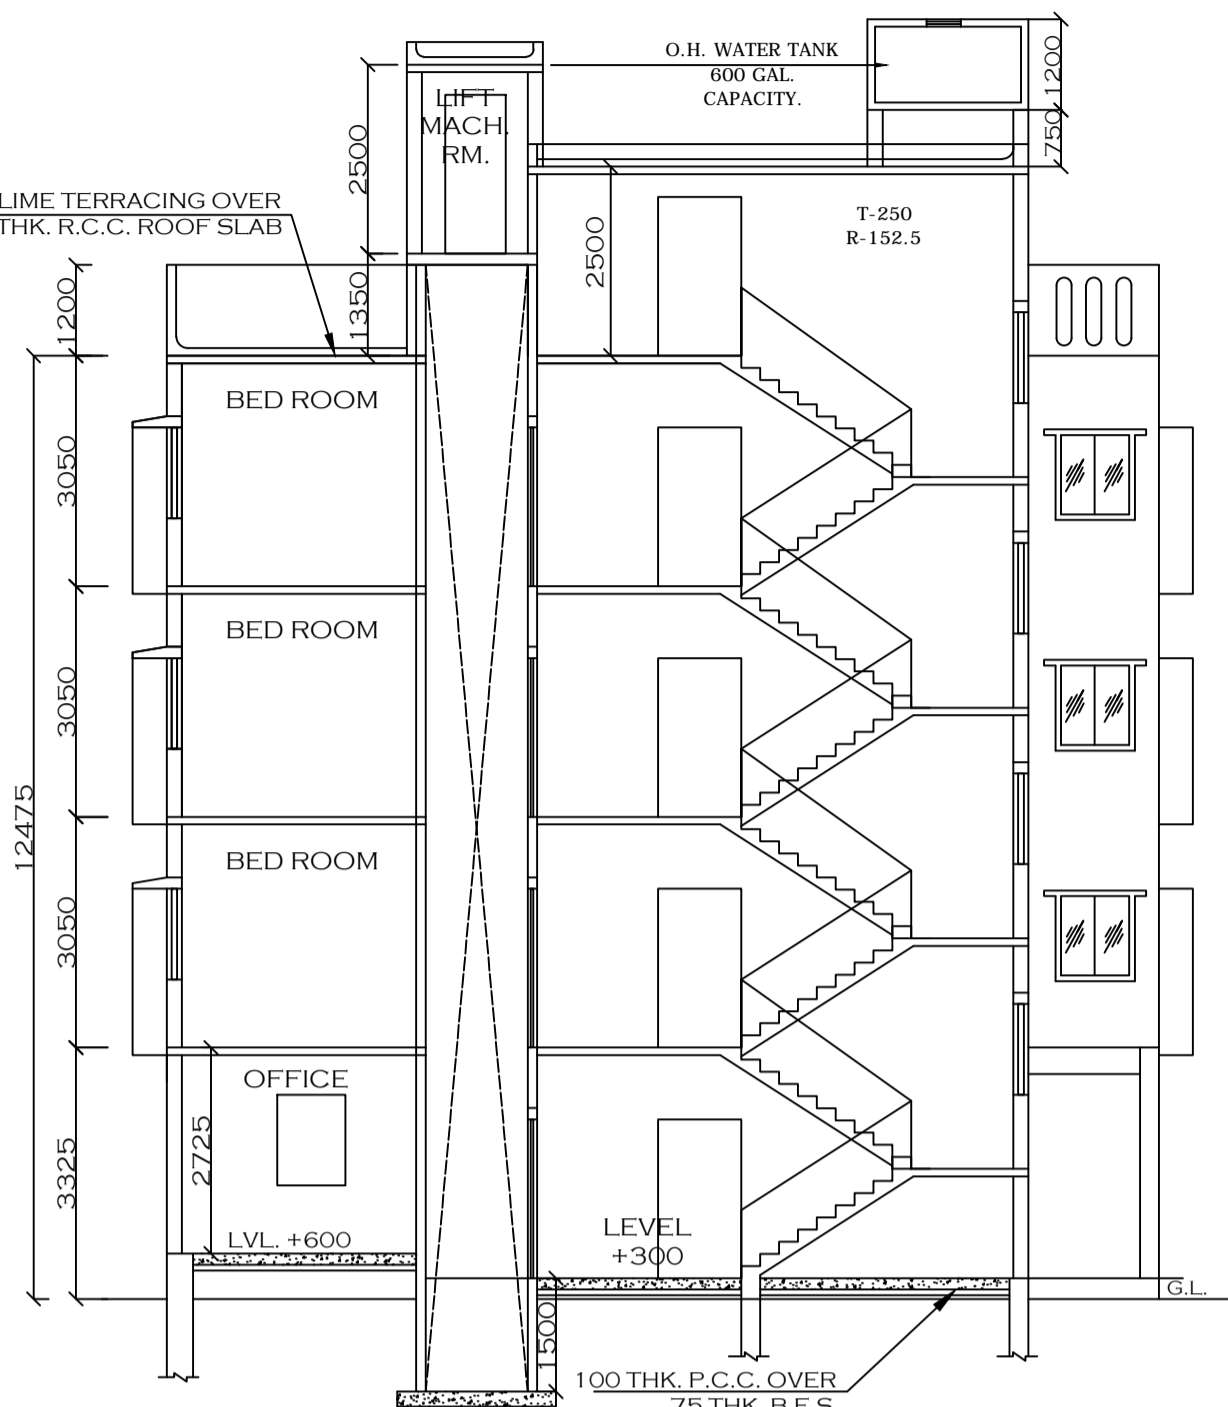 O.H. WATER TANK
600 GAL.
CAPACITY.
1200
750
LIFT
MACH.
RM.
2500
LIME TERRACING OVER
THK. R.C.C. ROOF SLAB
T-250
R-152.5
2500
1350
1200
BED ROOM
3050
BED ROOM
3050
12475
BED ROOM
3050
OFFICE
2725
3325
LVL. +600
LEVEL
+300
G.L.
1500
100 THK. P.C.C. OVER
75 THK. B.F.S.